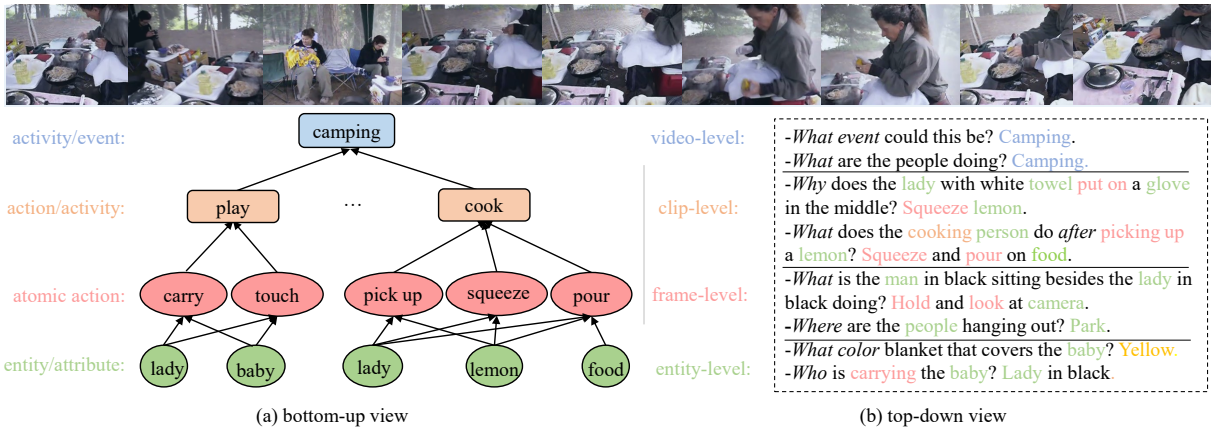 activity/event:
camping
video-level:
action/activity:
play
...
cook
clip-level:
atomic action:
carry
touch
pick up
squeeze
pour
frame-level:
entity/attribute:
lady
baby
lady
lemon
food
entity-level:
(a) bottom-up view
-What event could this be? Camping.
-What are the people doing? Camping.
-Why does the lady with white towel put on a glove
in the middle? Squeeze lemon.
-What does the cooking person do after picking up
a lemon? Squeeze and pour on food.
-What is the man in black sitting besides the lady in
black doing? Hold and look at camera.
-Where are the people hanging out? Park.
-What color blanket that covers the baby? Yellow.
-Who is carrying the baby? Lady in black.
(b) top-down view